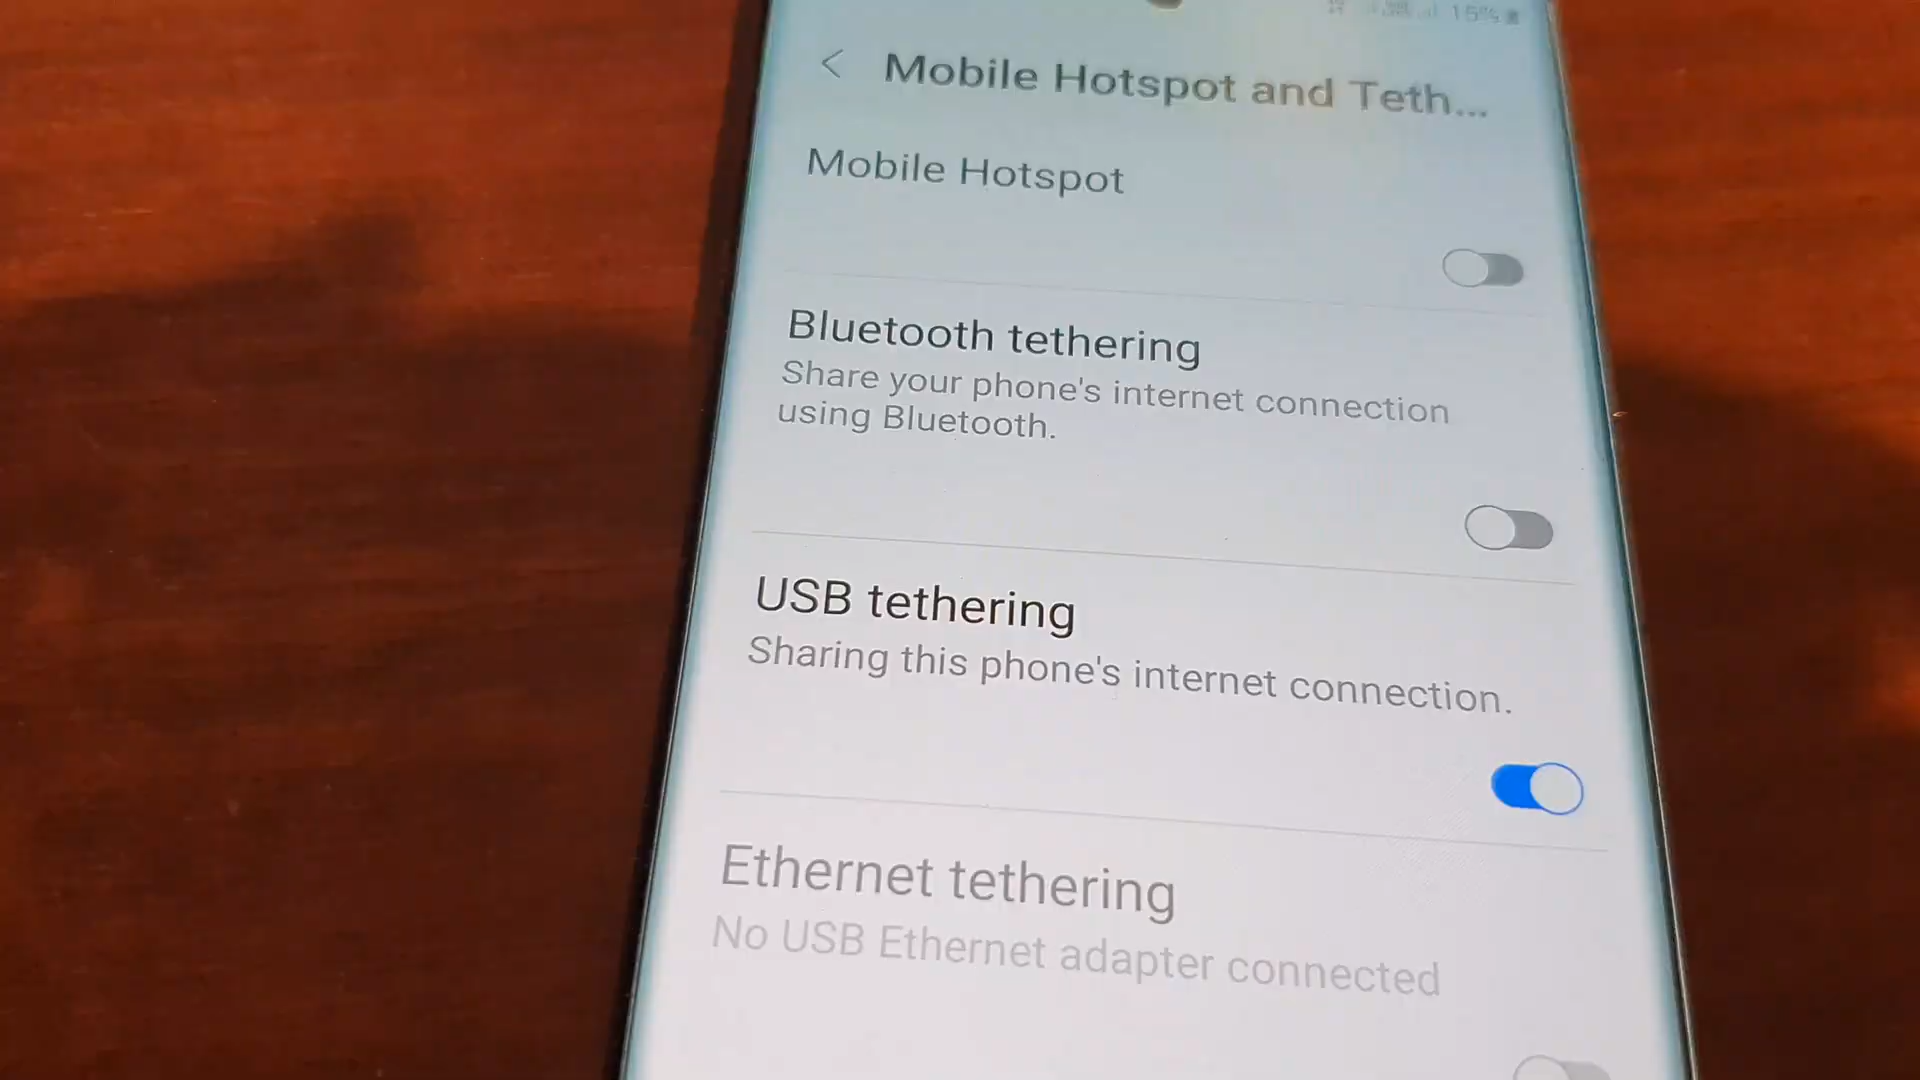 15%
Mobile Hotspot and Teth...
Mobile Hotspot
Bluetooth tethering
Share your phone's internet connection
using Bluetooth.
USB tethering
Sharing this phone's internet connection.
Ethernet tethering
No USB Ethernet adapter connected